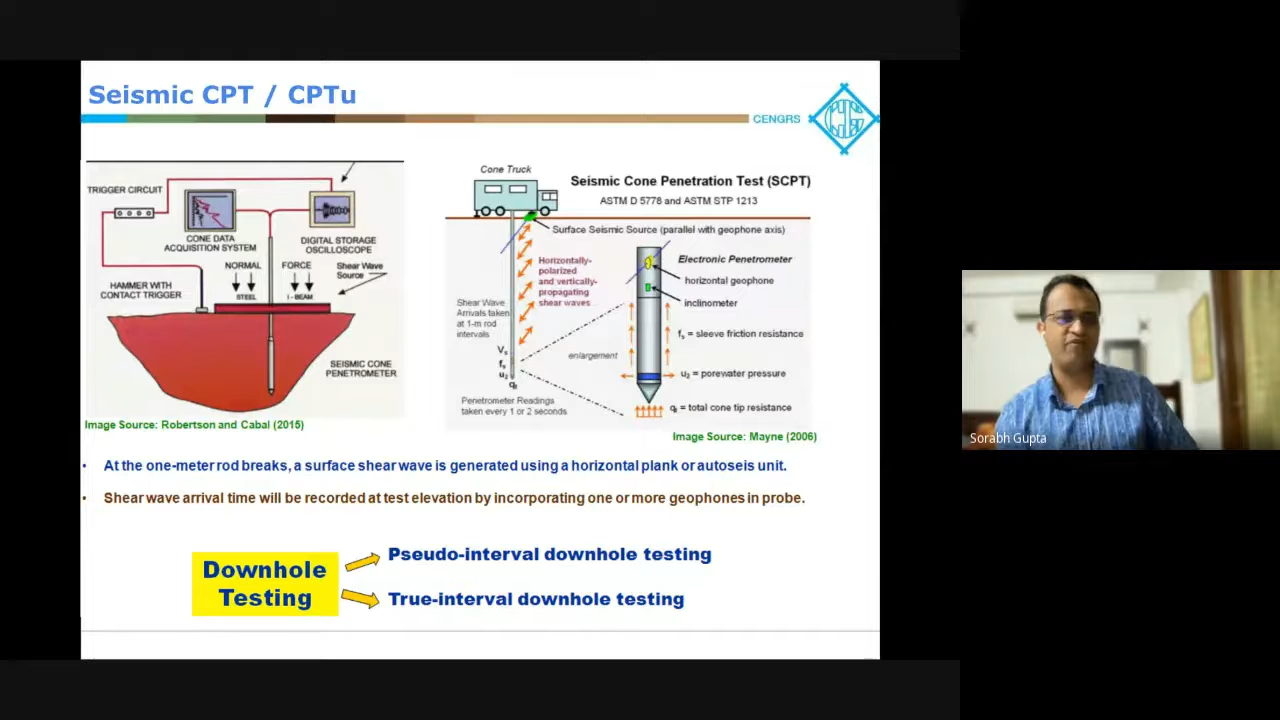 Seismic CPT / CPTu
CENGRS
TRIGGER CIRCUIT
CONE DATA
ACQUISITION SYSTEM
DIGITAL STORAGE
OSCILLOSCOPE
HAMMER WITH
CONTACT TRIGGER
NORMAL
FORCE
Shear Wave
Source
STEEL
I-BEAM
SEISMIC CONE
PENETROMETER
Image Source: Robertson and Cabal (2015)
Cone Truck
Seismic Cone Penetration Test (SCPT)
ASTM D 5778 and ASTM STP 1213
Surface Seismic Source (parallel with geophone axis)
Horizontally-
polarized
and vertically-
propagating
shear waves
Electronic Penetrometer
horizontal geophone
inclinometer
Shear Wave
Arrivals taken
at 1-m rod
intervals
Vs
fs
u2
qt
enlargement
fs = sleeve friction resistance
u2 = porewater pressure
qt = total cone tip resistance
Penetrometer Readings
taken every 1 or 2 seconds
Image Source: Mayne (2006)
• At the one-meter rod breaks, a surface shear wave is generated using a horizontal plank or autoseis unit.
• Shear wave arrival time will be recorded at test elevation by incorporating one or more geophones in probe.
Downhole
Testing
Pseudo-interval downhole testing
True-interval downhole testing
Sorabh Gupta